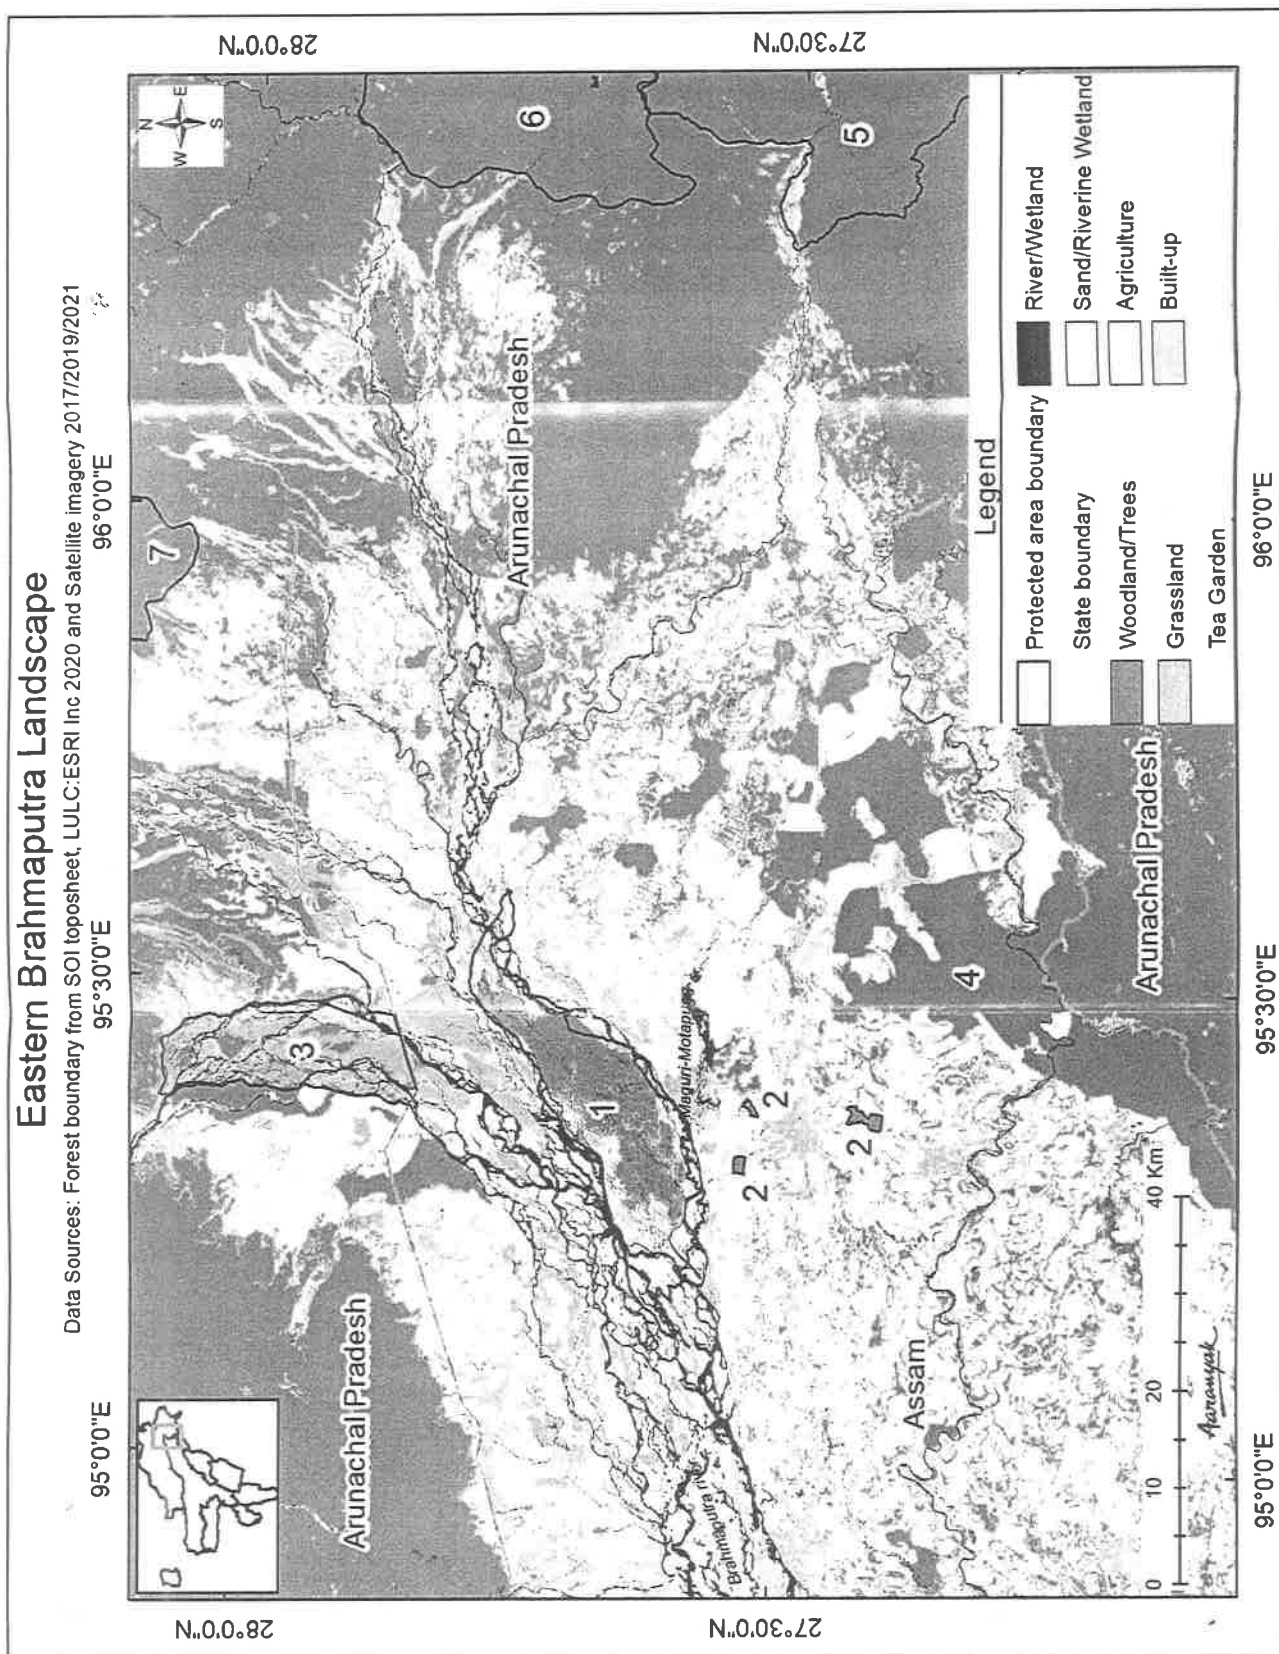 Eastern Brahmaputra Landscape
Data Sources: Forest boundary from SOI toposheet, LULC:ESRI Inc 2020 and Satellite imagery 2017/2019/2021
95°0'0"E
95°30'0"E
96°0'0"E
28°0'0"N
28°0'0"N
N
W
E
S
7
3
6
Arunachal Pradesh
Arunachal Pradesh
1
Maguri-Motapung
2
2
2
Brahmaputra river
27°30'0"N
27°30'0"N
5
4
Assam
Arunachal Pradesh
Legend
Protected area boundary
State boundary
Woodland/Trees
Grassland
Tea Garden
River/Wetland
Sand/Riverine Wetland
Agriculture
Built-up
0
10
20
40 Km
Aaranyak
95°0'0"E
95°30'0"E
96°0'0"E